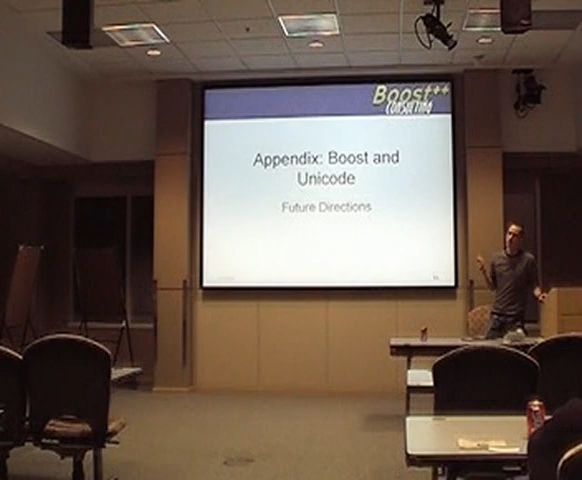 Boost++
CONSULTING
Appendix: Boost and
Unicode
Future Directions